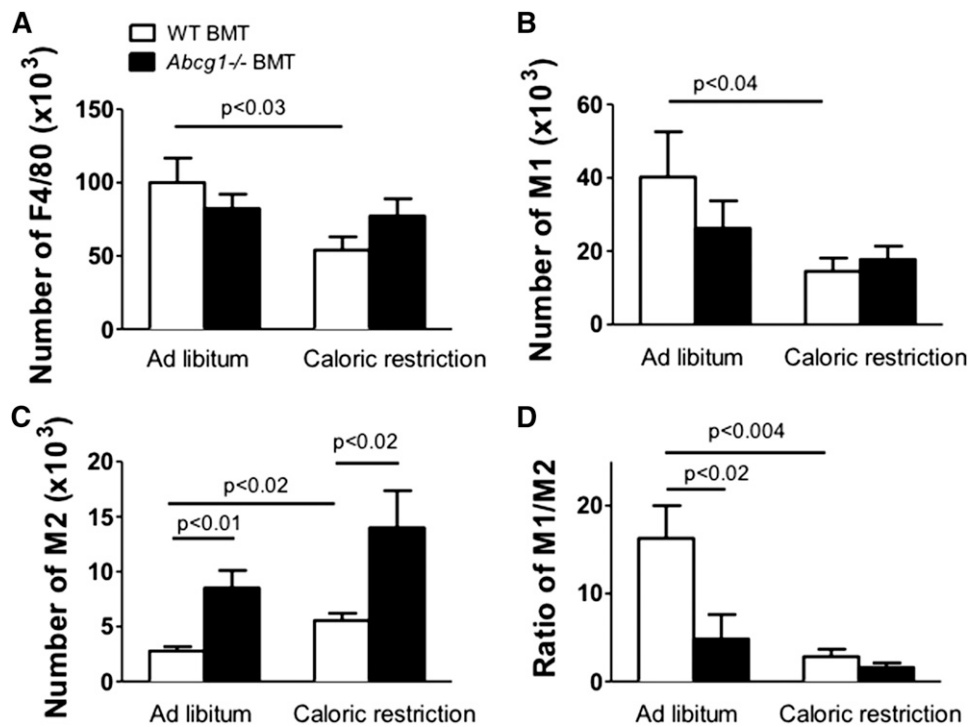 A
WT BMT
Abcg1-/- BMT
Number of F4/80 (x10³)
150
100
50
0
p<0.03
Ad libitum
Caloric restriction
B
Number of M1 (x10³)
60
40
20
0
p<0.04
Ad libitum
Caloric restriction
C
Number of M2 (x10³)
20
15
10
5
0
p<0.02
p<0.02
p<0.01
Ad libitum
Caloric restriction
D
Ratio of M1/M2
20
10
0
p<0.004
p<0.02
Ad libitum
Caloric restriction